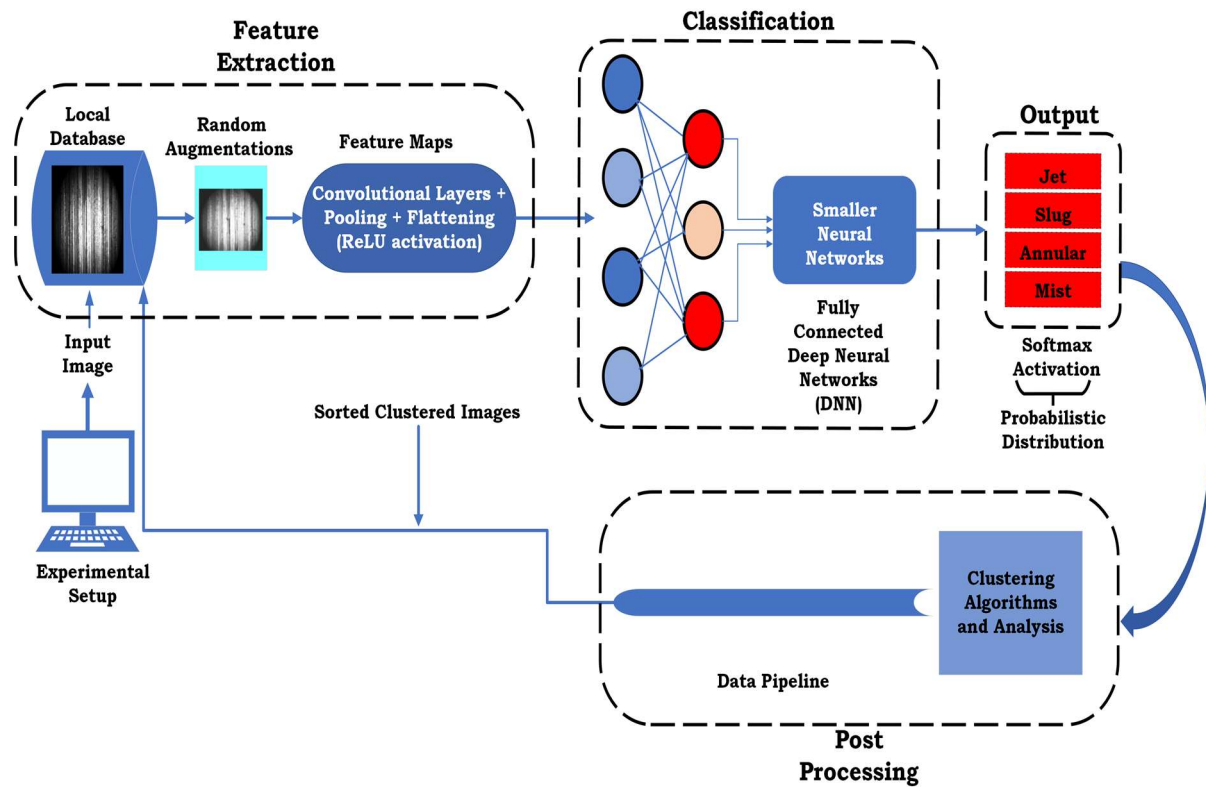 Feature
Extraction
Local
Database
Random
Augmentations
Feature Maps
Convolutional Layers +
Pooling + Flattening
(ReLU activation)
Input
Image
Experimental
Setup
Classification
Smaller
Neural
Networks
Fully
Connected
Deep Neural
Networks
(DNN)
Output
Jet
Slug
Annular
Mist
Softmax
Activation
Probabilistic
Distribution
Sorted Clustered Images
Clustering
Algorithms
and Analysis
Data Pipeline
Post
Processing